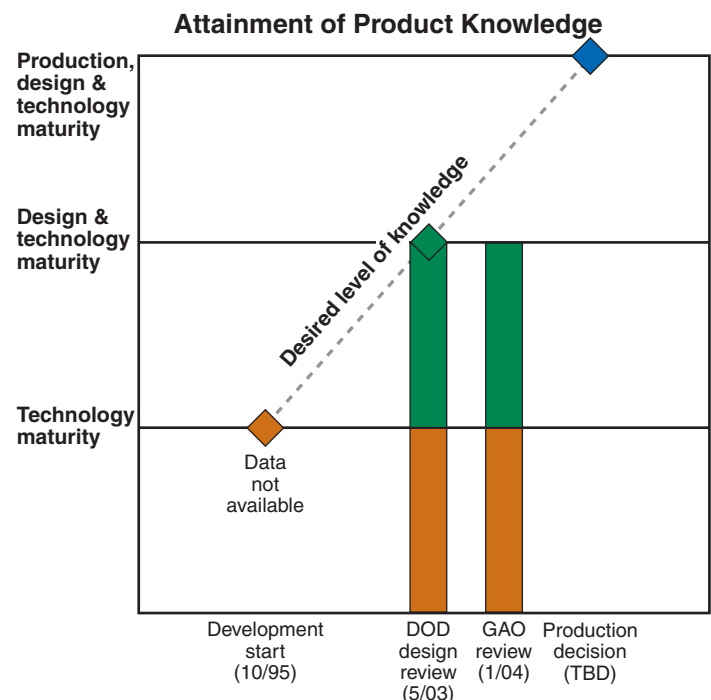 Attainment of Product Knowledge
Production,
design &
technology
maturity
Design &
technology
maturity
Technology
maturity
Desired level of knowledge
Data
not
available
Development
start
(10/95)
DOD
design
review
(5/03)
GAO
review
(1/04)
Production
decision
(TBD)